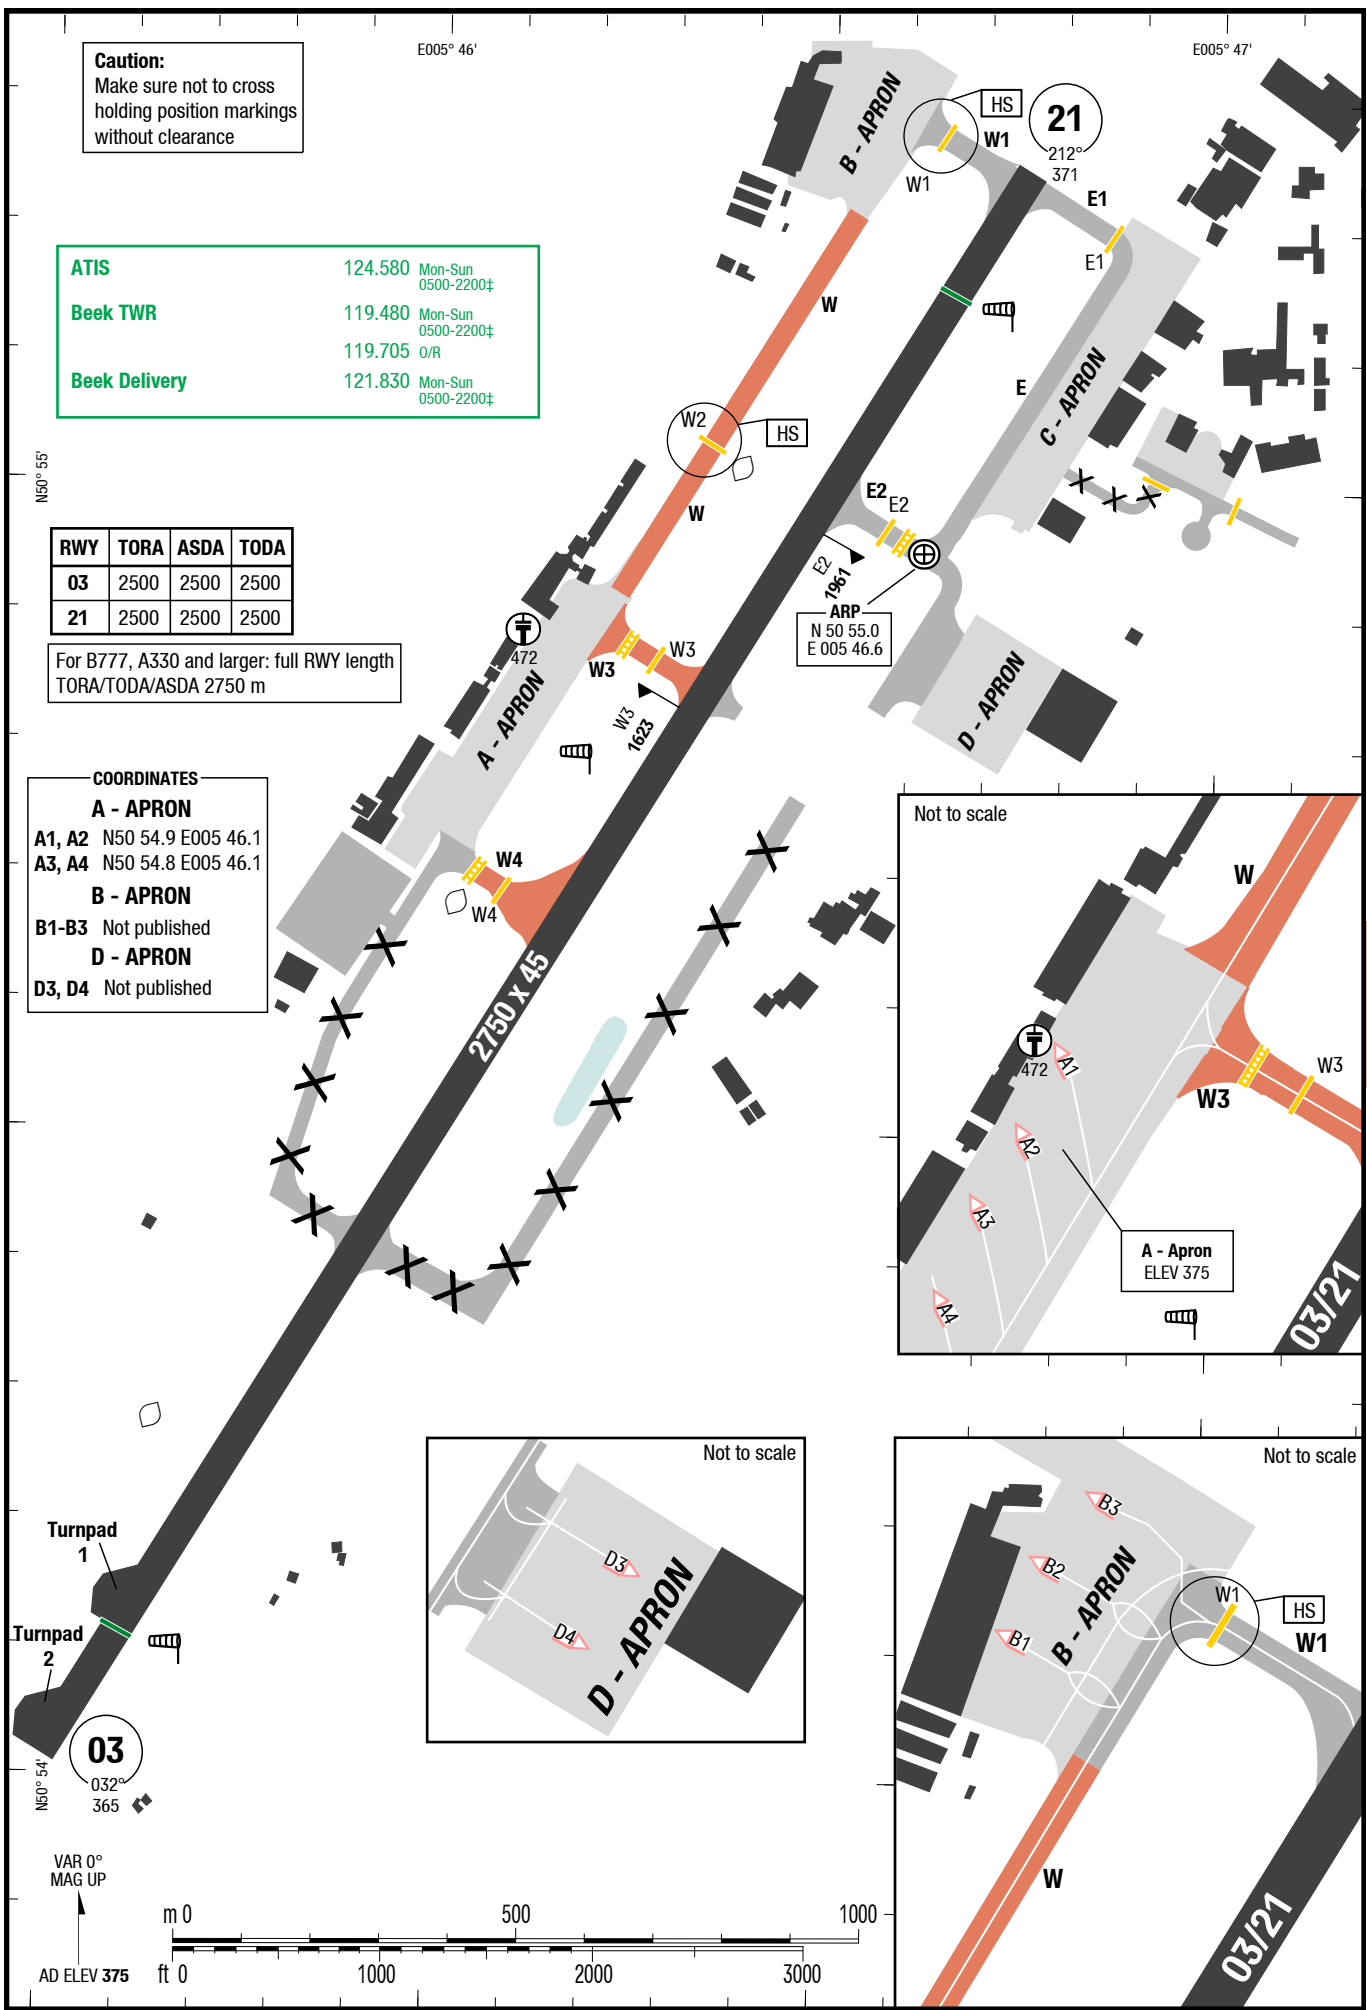 E005° 46'
E005° 47'
Caution:
Make sure not to cross
holding position markings
without clearance
B - APRON
HS
W1
W1
21
212°
371
E1
E1
ATIS 124.580 Mon-Sun
0500-2200‡
Beek TWR 119.480 Mon-Sun
0500-2200‡
119.705 O/R
Beek Delivery 121.830 Mon-Sun
0500-2200‡
W
E
C - APRON
W2
HS
N50° 55'
W
E2
E2
RWY TORA ASDA TODA
03 2500 2500 2500
21 2500 2500 2500
For B777, A330 and larger: full RWY length
TORA/TODA/ASDA 2750 m
E2
1961
ARP
N 50 55.0
E 005 46.6
472
W3
W3
W3
1623
A - APRON
D - APRON
COORDINATES
A - APRON
A1, A2 N50 54.9 E005 46.1
A3, A4 N50 54.8 E005 46.1
B - APRON
B1-B3 Not published
D - APRON
D3, D4 Not published
W4
W4
2750 x 45
Not to scale
W
472
A1
W3
W3
A2
A3
A4
A - Apron
ELEV 375
03/21
Not to scale
D3
D4
D - APRON
Not to scale
B3
B2
B1
B - APRON
W1
HS
W1
W
03/21
Turnpad
1
Turnpad
2
03
032°
365
N50° 54'
VAR 0°
MAG UP
AD ELEV 375
m 0 500 1000
ft 0 1000 2000 3000